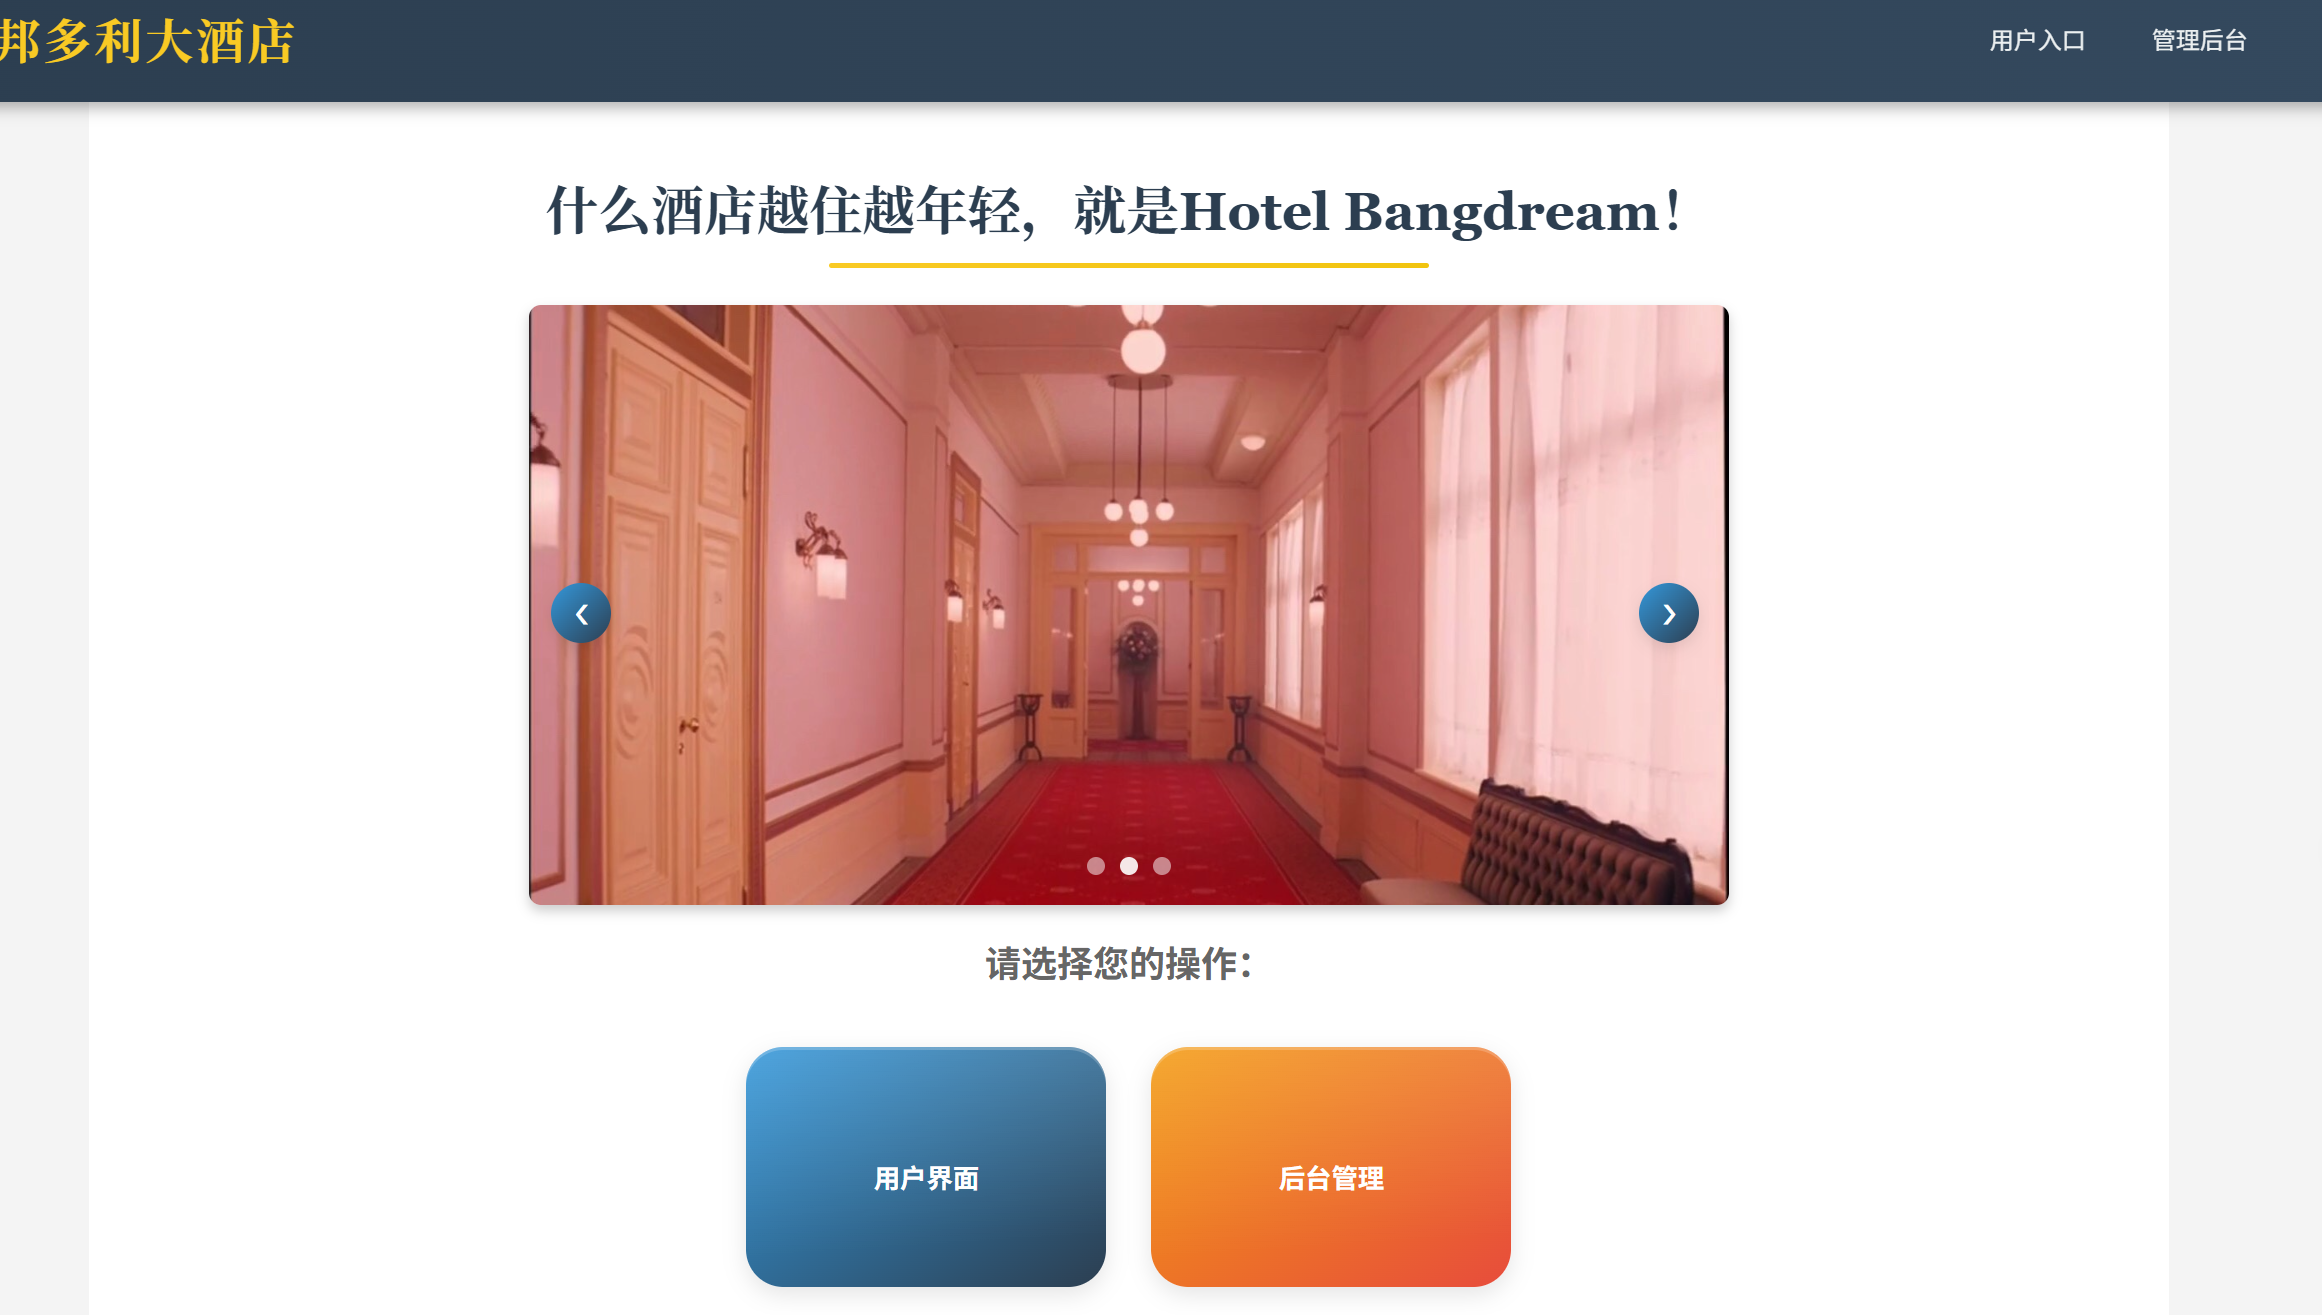 邦多利大酒店
用户入口
管理后台
什么酒店越住越年轻，就是Hotel Bangdream！
请选择您的操作：
用户界面
后台管理